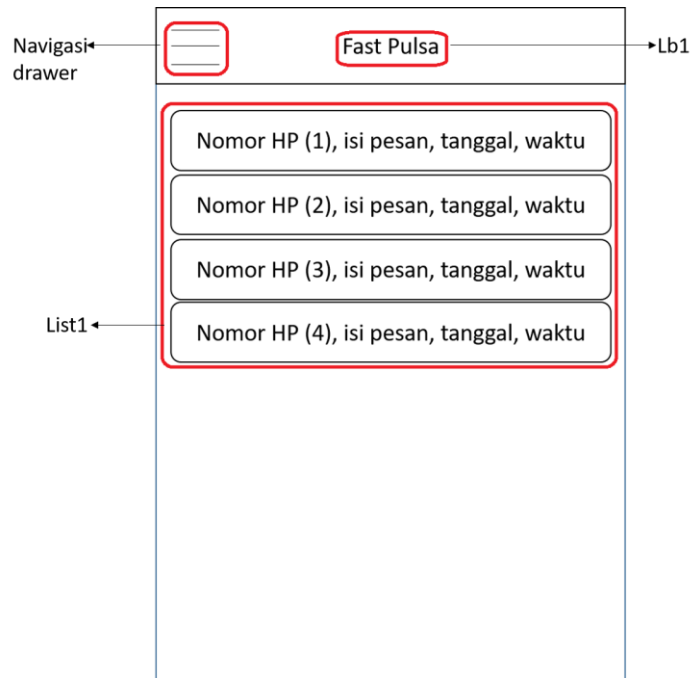 Navigasi
drawer
Fast Pulsa
Lb1
Nomor HP (1), isi pesan, tanggal, waktu
Nomor HP (2), isi pesan, tanggal, waktu
Nomor HP (3), isi pesan, tanggal, waktu
List1
Nomor HP (4), isi pesan, tanggal, waktu